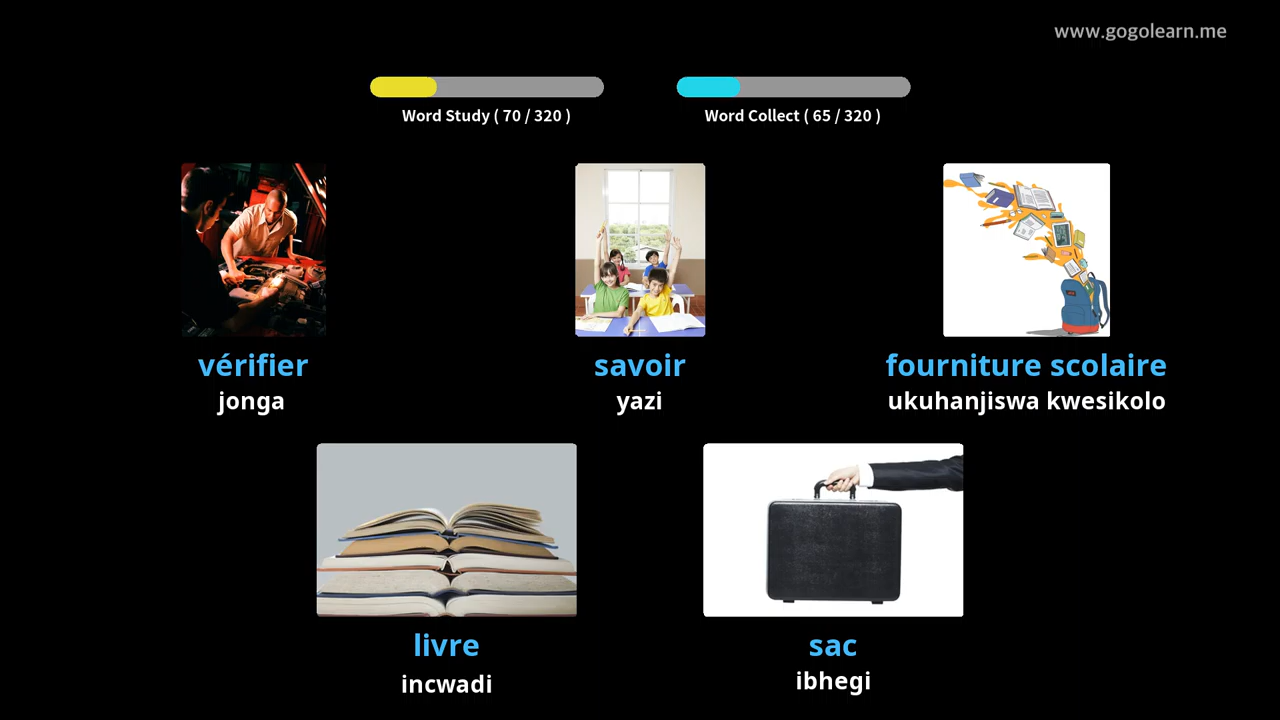 www.gogolearn.me
Word Study ( 70 / 320 )
Word Collect ( 65 / 320 )
vérifier
jonga
savoir
yazi
fourniture scolaire
ukuhanjiswa kwesikolo
livre
incwadi
sac
ibhegi